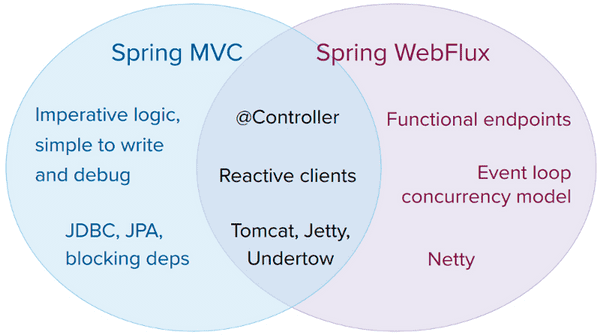 Spring MVC
Spring WebFlux
Imperative logic,
simple to write
and debug
JDBC, JPA,
blocking deps
@Controller
Reactive clients
Tomcat, Jetty,
Undertow
Functional endpoints
Event loop
concurrency model
Netty